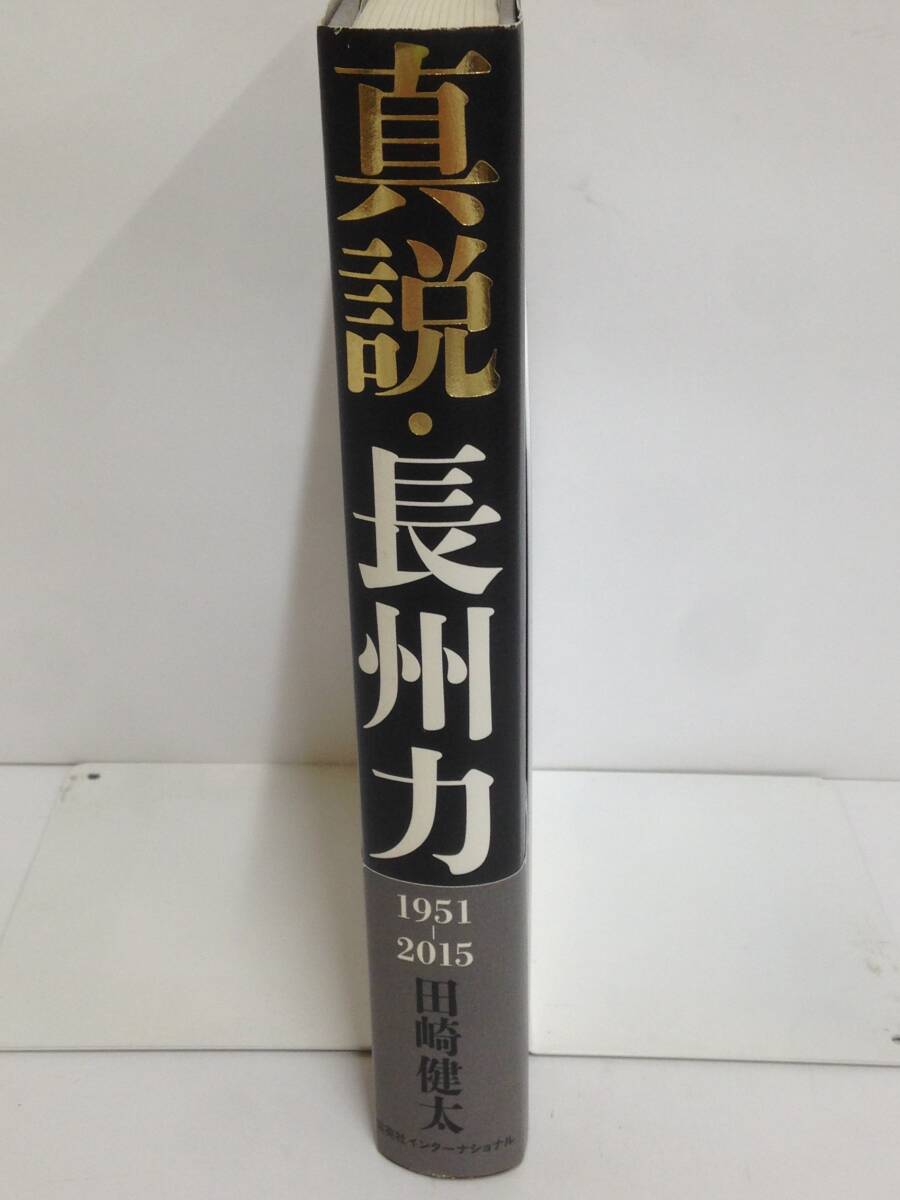 真説・長州力
1951
-
2015
田崎健太
集英社インターナショナル